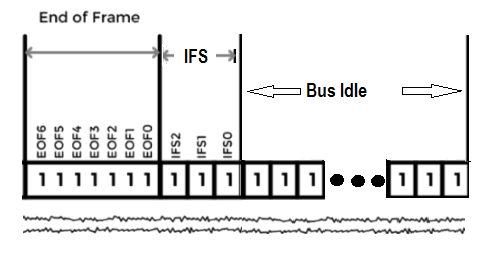 End of Frame
IFS
Bus Idle
EOF6
EOF5
EOF4
EOF3
EOF2
EOF1
EOF0
IFS2
IFS1
IFS0
1 1 1 1 1 1 1 1 1 1 1 1 1 1 1 1